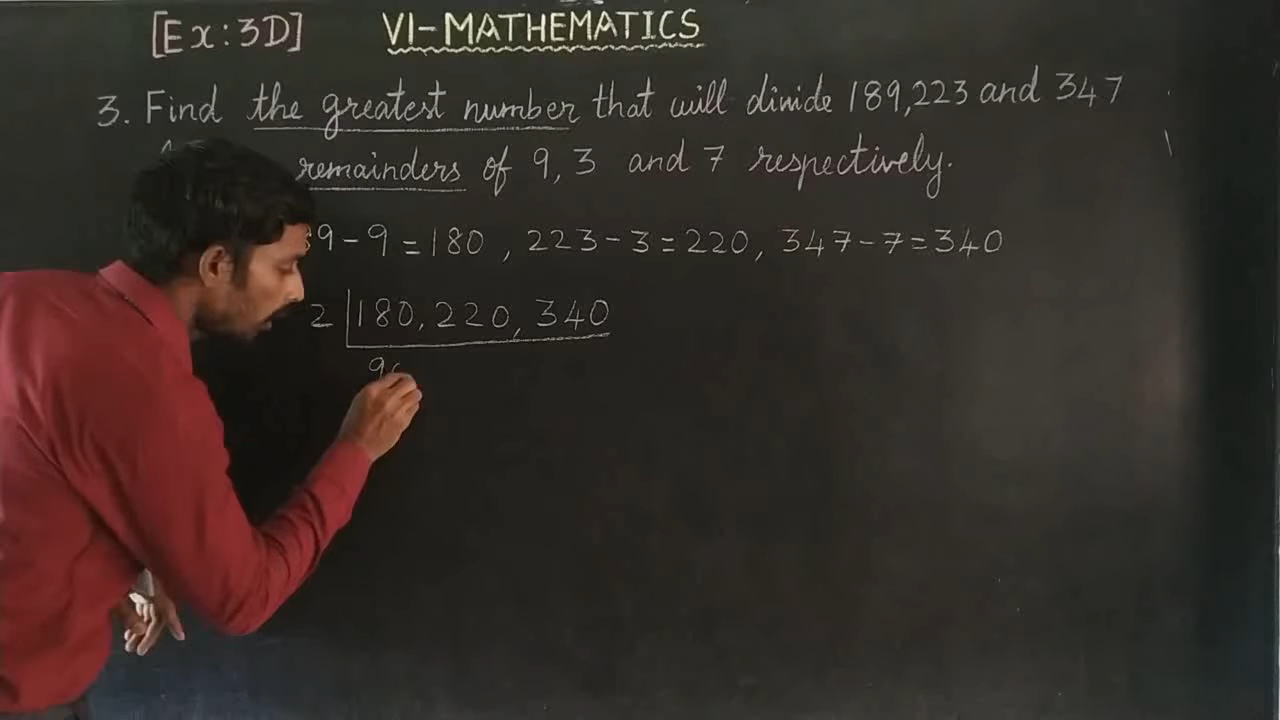 [Ex:3D] VI-MATHEMATICS
3. Find the greatest number that will divide 189,223 and 347
remainders of 9, 3 and 7 respectively.
9-9=180, 223-3=220, 347-7=340
2 180, 220, 340
9